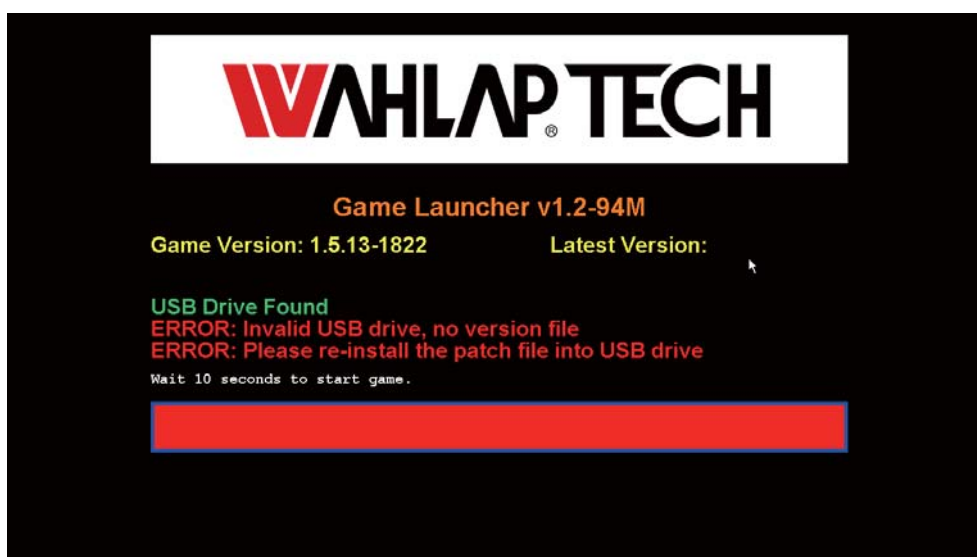 WAHLAP® TECH
Game Launcher v1.2-94M
Game Version: 1.5.13-1822 Latest Version:
USB Drive Found
ERROR: Invalid USB drive, no version file
ERROR: Please re-install the patch file into USB drive
Wait 10 seconds to start game.